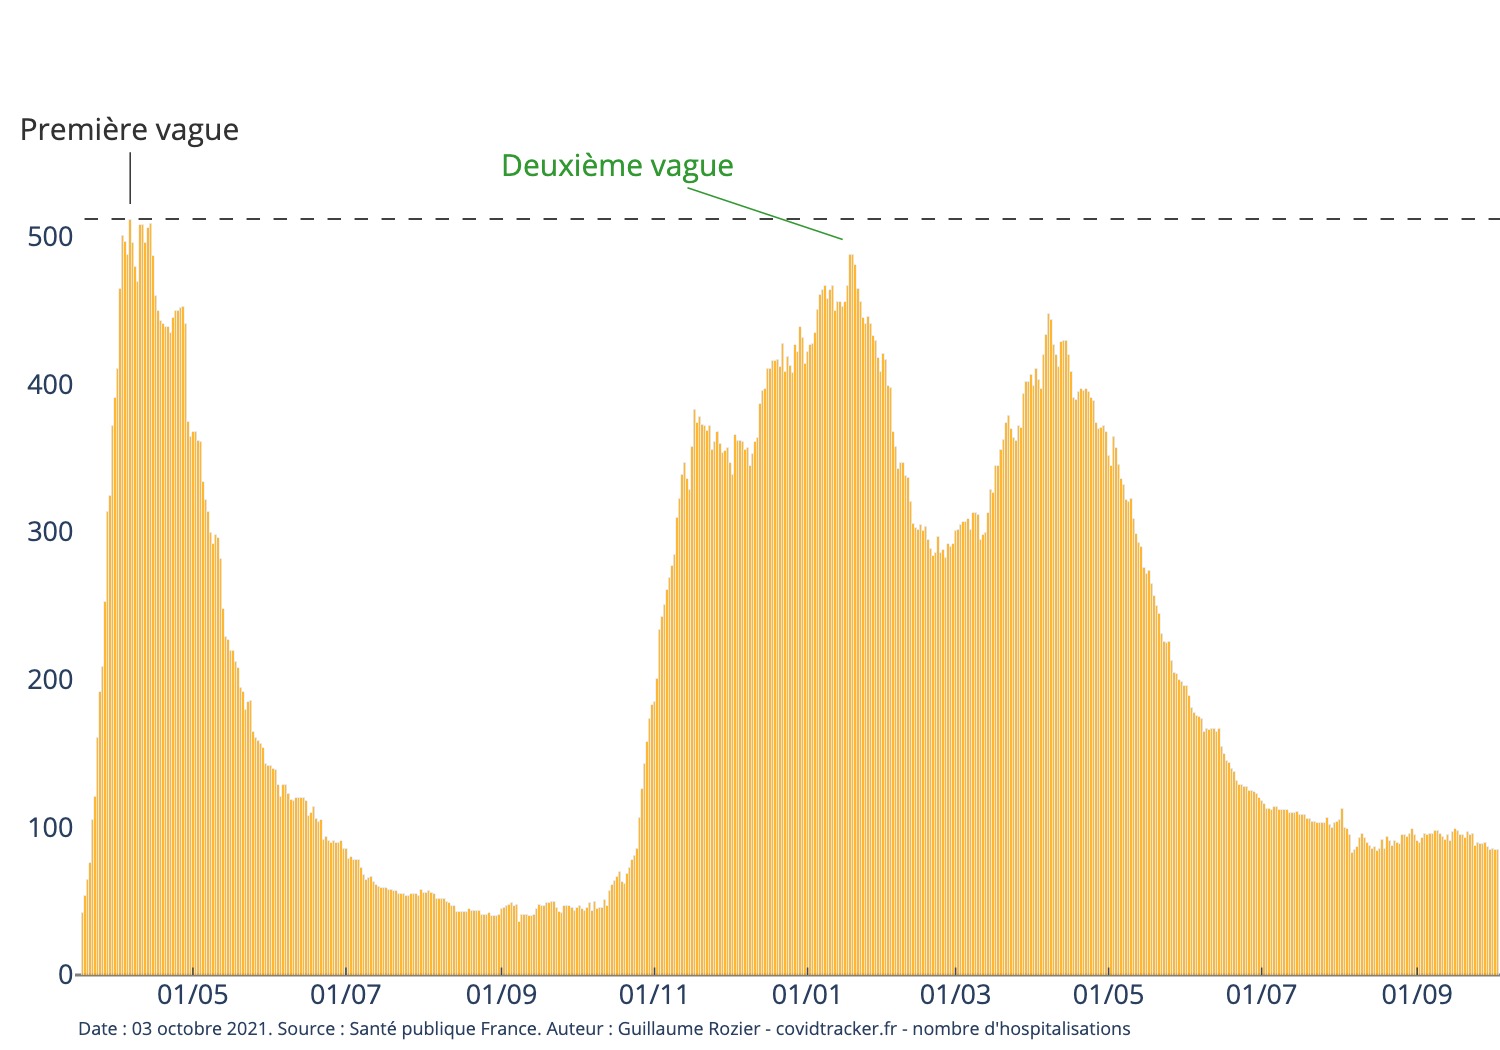 Première vague
Deuxième vague
500
400
300
200
100
0
01/05 01/07 01/09 01/11 01/01 01/03 01/05 01/07 01/09
Date : 03 octobre 2021. Source : Santé publique France. Auteur : Guillaume Rozier - covidtracker.fr - nombre d'hospitalisations